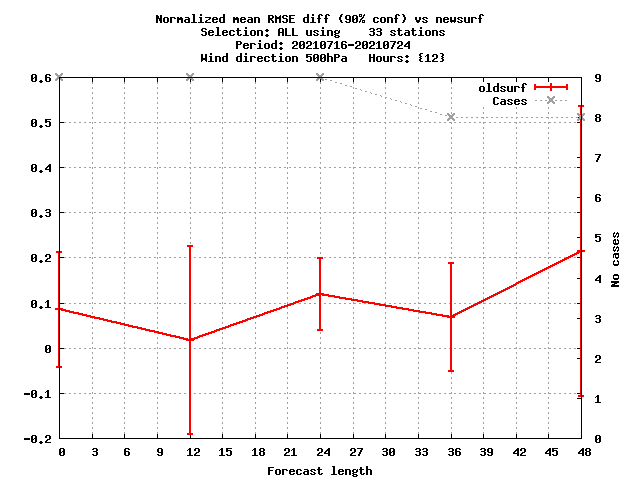 Normalized mean RMSE diff (90% conf) vs newsurf
Selection: ALL using    33 stations
Period: 20210716-20210724
Wind direction 500hPa   Hours: {12}
oldsurf
Cases
0.6
0.5
0.4
0.3
0.2
0.1
0
-0.1
-0.2
9
8
7
6
5
4
3
2
1
0
No cases
0 3 6 9 12 15 18 21 24 27 30 33 36 39 42 45 48
Forecast length